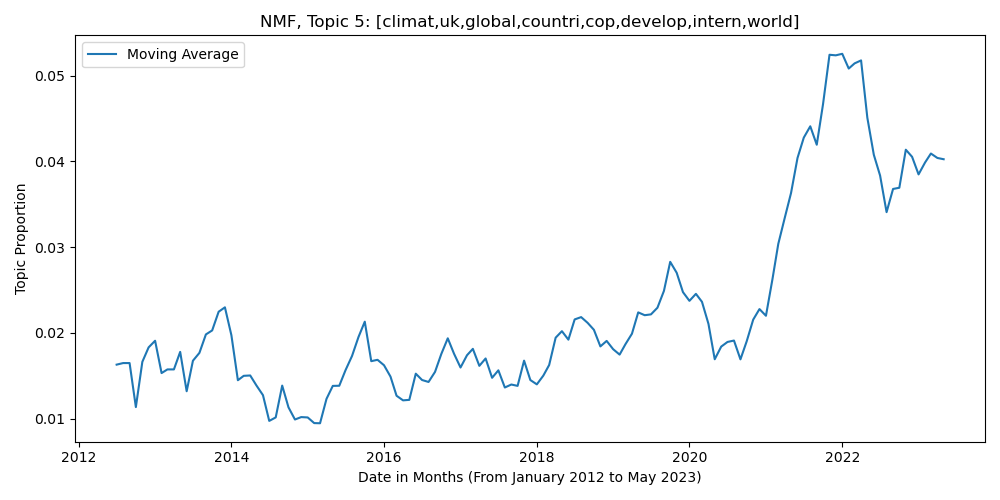 NMF, Topic 5: [climat,uk,global,countri,cop,develop,intern,world]
Moving Average
0.05
0.04
0.03
0.02
0.01
Topic Proportion
2012 2014 2016 2018 2020 2022
Date in Months (From January 2012 to May 2023)